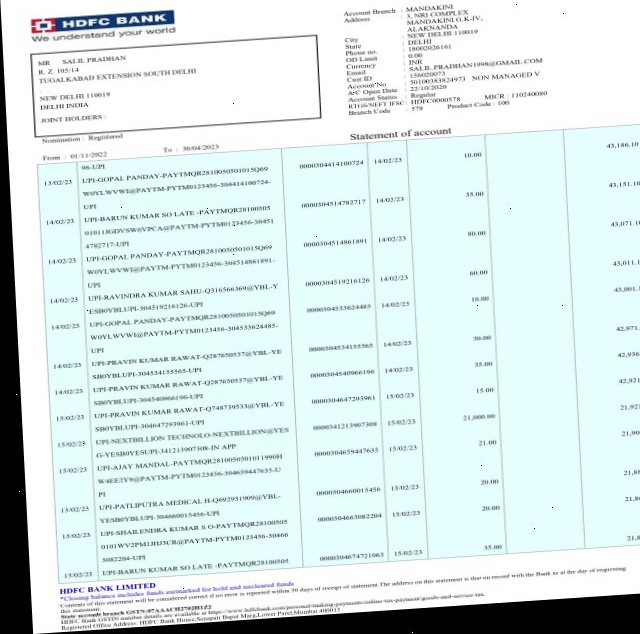 HDFC BANK
We understand your world
MR SALIL PRADHAN
R. Z. 105/14
TUGALKABAD EXTENSION SOUTH DELHI
NEW DELHI 110019
DELHI INDIA
JOINT HOLDERS :
Nomination : Registered
From : 01/11/2022 To : 30/04/2023
Account Branch : MANDAKINI
Address : 3, NRI COMPLEX
MANDAKINI G.K-IV,
ALAKNANDA
City : NEW DELHI 110019
State : DELHI
Phone no. : 18002026161
OD Limit : 0.00
Currency : INR
Email : SALIL.PRADHAN1998@GMAIL.COM
Cust ID : 156020073
Account No : 50100383824973 NON MANAGED V
A/C Open Date : 22/10/2020
Account Status : Regular
RTGS/NEFT IFSC: HDFC0000578 MICR : 110240080
Branch Code : 578 Product Code : 100
Statement of account
96-UPI
13/02/23 UPI-GOPAL PANDAY-PAYTMQR2810050501015Q69 0000304414100724 14/02/23 10.00 43,186.10
W0YLWVWI@PAYTM-PYTM0123456-304414100724-
UPI
14/02/23 UPI-BARUN KUMAR SO LATE -PAYTMQR28100505 0000304514782717 14/02/23 35.00 43,151.10
01011JGDVSW6VPCA@PAYTM-PYTM0123456-30451
4782717-UPI
14/02/23 UPI-GOPAL PANDAY-PAYTMQR2810050501015Q69 0000304514861891 14/02/23 80.00 43,071.10
W0YLWVWI@PAYTM-PYTM0123456-304514861891-
UPI
14/02/23 UPI-RAVINDRA KUMAR SAHU-Q316566369@YBL-Y 0000304519216126 14/02/23 60.00 43,011.1
ESB0YBLUPI-304519216126-UPI
14/02/23 UPI-GOPAL PANDAY-PAYTMQR2810050501015Q69 0000304533624485 14/02/23 10.00 43,001.1
W0YLWVWI@PAYTM-PYTM0123456-304533624485-
UPI
14/02/23 UPI-PRAVIN KUMAR RAWAT-Q287650537@YBL-YE 0000304534155565 14/02/23 30.00 42,971.
SB0YBLUPI-304534155565-UPI
14/02/23 UPI-PRAVIN KUMAR RAWAT-Q287650537@YBL-YE 0000304540966196 14/02/23 35.00 42,936
SB0YBLUPI-304540966196-UPI
15/02/23 UPI-PRAVIN KUMAR RAWAT-Q748739533@YBL-YE 0000304647293961 15/02/23 15.00 42,921
SB0YBLUPI-304647293961-UPI
15/02/23 UPI-NEXTBILLION TECHNOLO-NEXTBILLION@YES 0000341213907308 15/02/23 21,000.00 21,921
G-YESB0YESUPI-341213907308-IN APP
15/02/23 UPI-AJAY MANDAL-PAYTMQR2810050501011990H 0000304659447635 15/02/23 21.00 21,900
W4EE7Y9@PAYTM-PYTM0123456-304659447635-U
PI
15/02/23 UPI-PATLIPUTRA MEDICAL H-Q692931909@YBL- 0000304660015456 15/02/23 20.00 21,88
YESB0YBLUPI-304660015456-UPI
15/02/23 UPI-SHAILENDRA KUMAR S O-PAYTMQR28100505 0000304663082204 15/02/23 20.00 21,86
0101WV2PM1JHJ3CR@PAYTM-PYTM0123456-30466
3082204-UPI
15/02/23 UPI-BARUN KUMAR SO LATE -PAYTMQR28100505 0000304674721063 15/02/23 35.00 21,8
HDFC BANK LIMITED
*Closing balance includes funds earmarked for hold and uncleared funds
Contents of this statement will be considered correct if no error is reported within 30 days of receipt of statement.The address on this statement is that on record with the Bank as at the day of requesting
this statement.
State account branch GSTN:07AAACH2702H1Z2
HDFC Bank GSTIN number details are available at https://www.hdfcbank.com/personal/making-payments/online-tax-payment/goods-and-service-tax.
Registered Office Address: HDFC Bank House,Senapati Bapat Marg,Lower Parel,Mumbai 400013